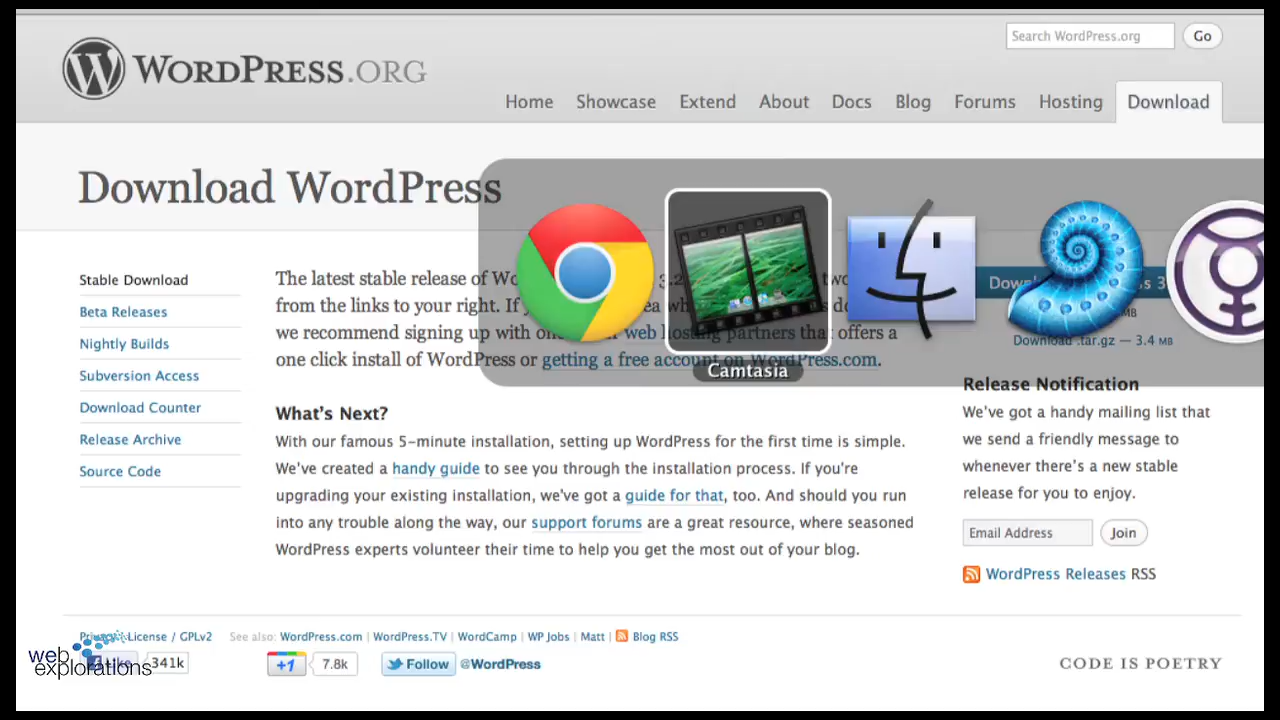 Search WordPress.org
Go
WORDPRESS.ORG
Home
Showcase
Extend
About
Docs
Blog
Forums
Hosting
Download
Download WordPress
Stable Download
Beta Releases
Nightly Builds
Subversion Access
Download Counter
Release Archive
Source Code
The latest stable release of 3.2
from the links to your right. If
we recommend signing up with web hosting partners that offers a
one click install of WordPress or getting a free account on WordPress.com.
Camtasia
What's Next?
With our famous 5-minute installation, setting up WordPress for the first time is simple.
We've created a handy guide to see you through the installation process. If you're
upgrading your existing installation, we've got a guide for that, too. And should you run
into any trouble along the way, our support forums are a great resource, where seasoned
WordPress experts volunteer their time to help you get the most out of your blog.
MB
Download .tar.gz — 3.4 MB
Release Notification
We've got a handy mailing list that
we send a friendly message to
whenever there's a new stable
release for you to enjoy.
Email Address
Join
WordPress Releases RSS
License / GPLv2
See also: WordPress.com | WordPress.TV | WordCamp | WP Jobs | Matt | Blog RSS
web
explorations
341k
+1
7.8k
Follow
@WordPress
CODE IS POETRY